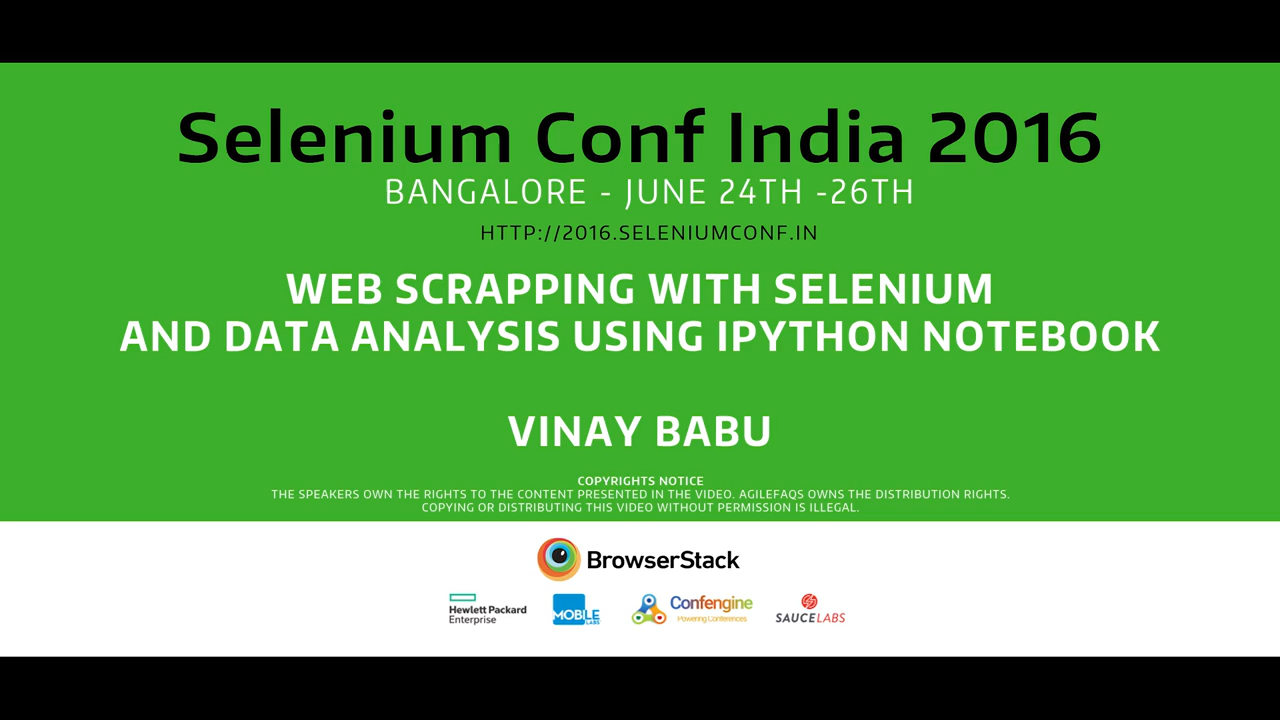 Selenium Conf India 2016
BANGALORE - JUNE 24TH -26TH
HTTP://2016.SELENIUMCONF.IN
WEB SCRAPPING WITH SELENIUM
AND DATA ANALYSIS USING IPYTHON NOTEBOOK
VINAY BABU
COPYRIGHTS NOTICE
THE SPEAKERS OWN THE RIGHTS TO THE CONTENT PRESENTED IN THE VIDEO. AGILEFAQS OWNS THE DISTRIBUTION RIGHTS.
COPYING OR DISTRIBUTING THIS VIDEO WITHOUT PERMISSION IS ILLEGAL.
BrowserStack
Hewlett Packard
Enterprise
MOBILE
LABS
Confengine
Powering Conferences
SAUCELABS